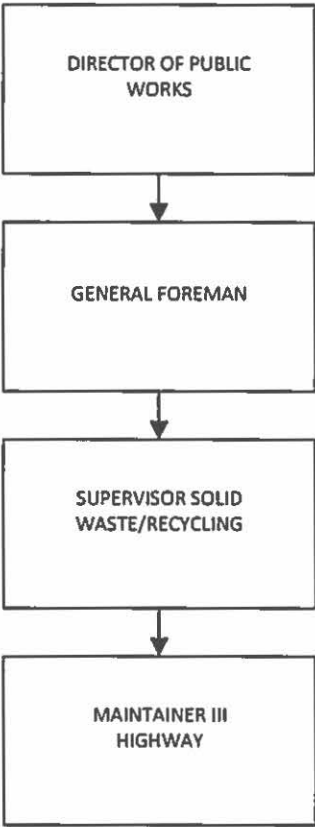 DIRECTOR OF PUBLIC
WORKS
GENERAL FOREMAN
SUPERVISOR SOLID
WASTE/RECYCLING
MAINTAINER III
HIGHWAY